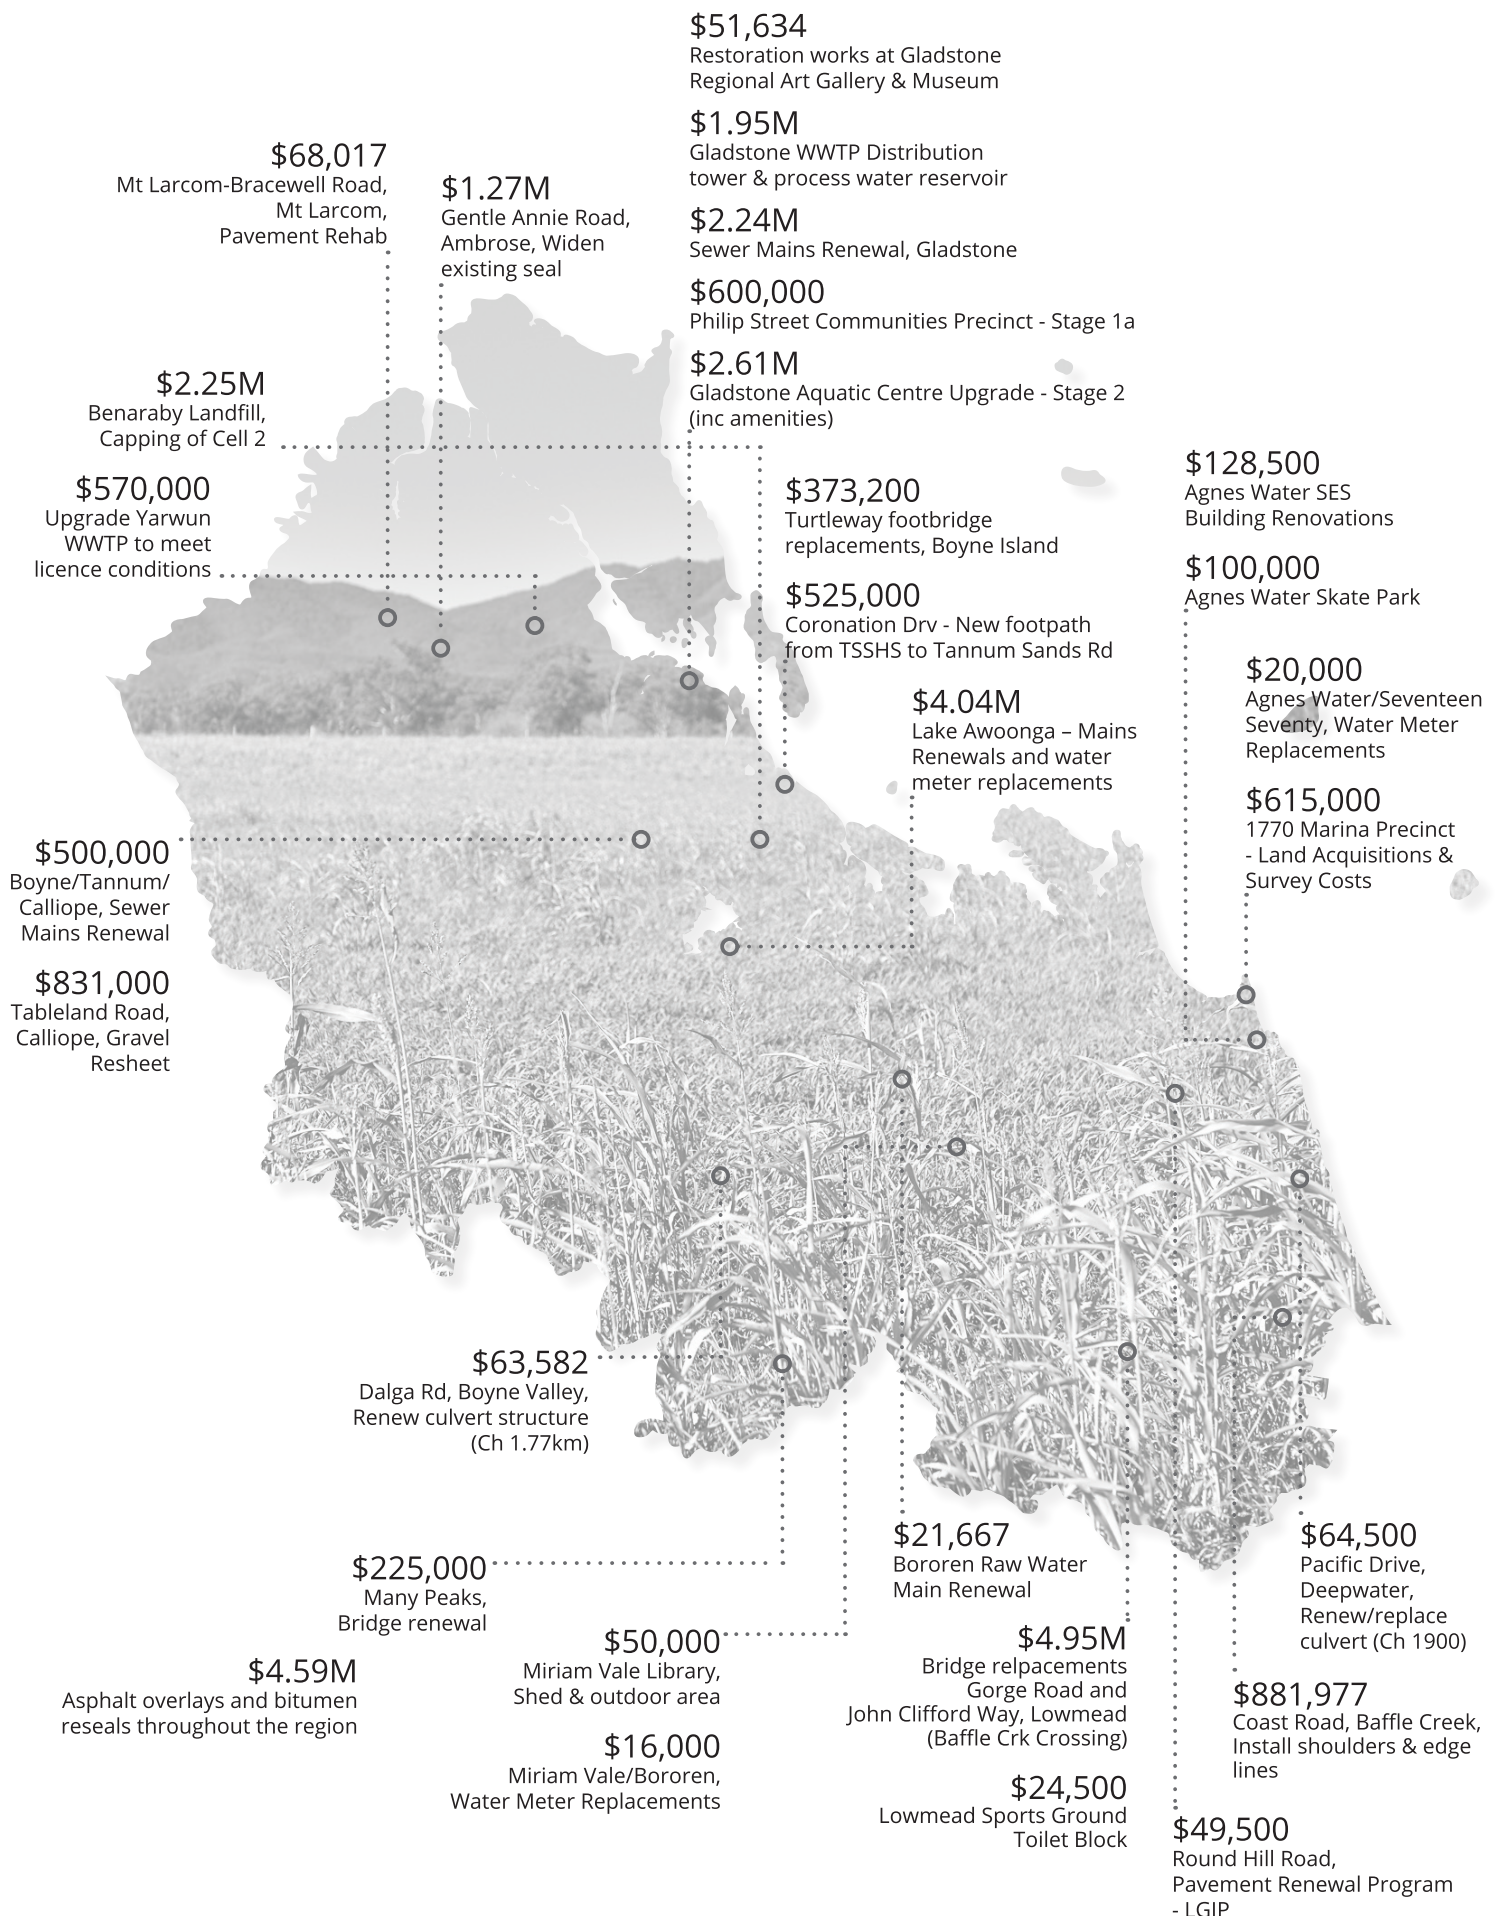 $51,634
Restoration works at Gladstone
Regional Art Gallery & Museum
$1.95M
Gladstone WWTP Distribution
tower & process water reservoir
$2.24M
Sewer Mains Renewal, Gladstone
$600,000
Philip Street Communities Precinct - Stage 1a
$2.61M
Gladstone Aquatic Centre Upgrade - Stage 2
(inc amenities)
$68,017
Mt Larcom-Bracewell Road,
Mt Larcom,
Pavement Rehab
$1.27M
Gentle Annie Road,
Ambrose, Widen
existing seal
$2.25M
Benaraby Landfill,
Capping of Cell 2
$570,000
Upgrade Yarwun
WWTP to meet
licence conditions
$373,200
Turtleway footbridge
replacements, Boyne Island
$525,000
Coronation Drv - New footpath
from TSSHS to Tannum Sands Rd
$4.04M
Lake Awoonga – Mains
Renewals and water
meter replacements
$128,500
Agnes Water SES
Building Renovations
$100,000
Agnes Water Skate Park
$20,000
Agnes Water/Seventeen
Seventy, Water Meter
Replacements
$615,000
1770 Marina Precinct
- Land Acquisitions &
Survey Costs
$500,000
Boyne/Tannum/
Calliope, Sewer
Mains Renewal
$831,000
Tableland Road,
Calliope, Gravel
Resheet
$63,582
Dalga Rd, Boyne Valley,
Renew culvert structure
(Ch 1.77km)
$225,000
Many Peaks,
Bridge renewal
$4.59M
Asphalt overlays and bitumen
reseals throughout the region
$50,000
Miriam Vale Library,
Shed & outdoor area
$16,000
Miriam Vale/Bororen,
Water Meter Replacements
$21,667
Bororen Raw Water
Main Renewal
$4.95M
Bridge relpacements
Gorge Road and
John Clifford Way, Lowmead
(Baffle Crk Crossing)
$24,500
Lowmead Sports Ground
Toilet Block
$64,500
Pacific Drive,
Deepwater,
Renew/replace
culvert (Ch 1900)
$881,977
Coast Road, Baffle Creek,
Install shoulders & edge
lines
$49,500
Round Hill Road,
Pavement Renewal Program
- LGIP